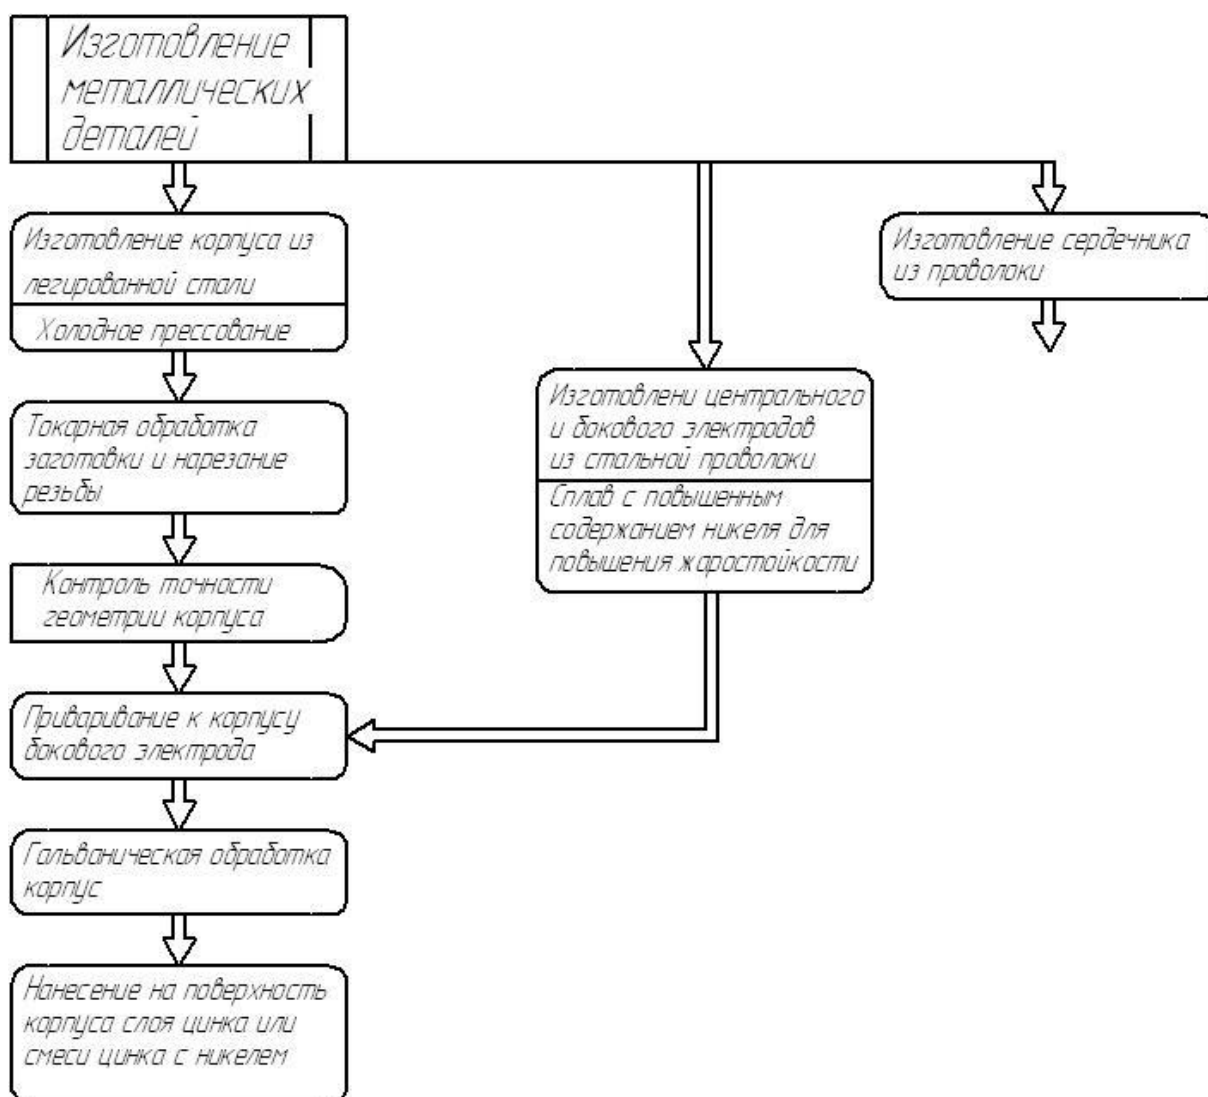 Изготовление
металлических
деталей
Изготовление корпуса из
легированной стали
Холодное прессование
Токарная обработка
заготовки и нарезание
резьбы
Контроль точности
геометрии корпуса
Приваривание к корпусу
бокового электрода
Гальваническая обработка
корпус
Нанесение на поверхность
корпуса слоя цинка или
смеси цинка с никелем
Изготовлени центрального
и бокового электродов
из стальной проволоки
Сплав с повышенным
содержанием никеля для
повышения жаростойкости
Изготовление сердечника
из проволоки